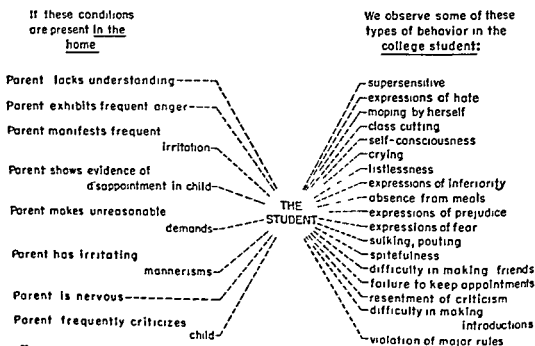 If these conditions
are present in the
home
Parent lacks understanding
Parent exhibits frequent anger
Parent manifests frequent
irritation
Parent shows evidence of
disappointment in child
Parent makes unreasonable
demands
Parent has irritating
mannerisms
Parent is nervous
Parent frequently criticizes
child
THE
STUDENT
We observe some of these
types of behavior in the
college student:
supersensitive
expressions of hate
moping by herself
class cutting
self-consciousness
crying
listlessness
expressions of inferiority
absence from meals
expressions of prejudice
expressions of fear
sulking, pouting
spitefulness
difficulty in making friends
failure to keep appointments
resentment of criticism
difficulty in making
introductions
violation of major rules